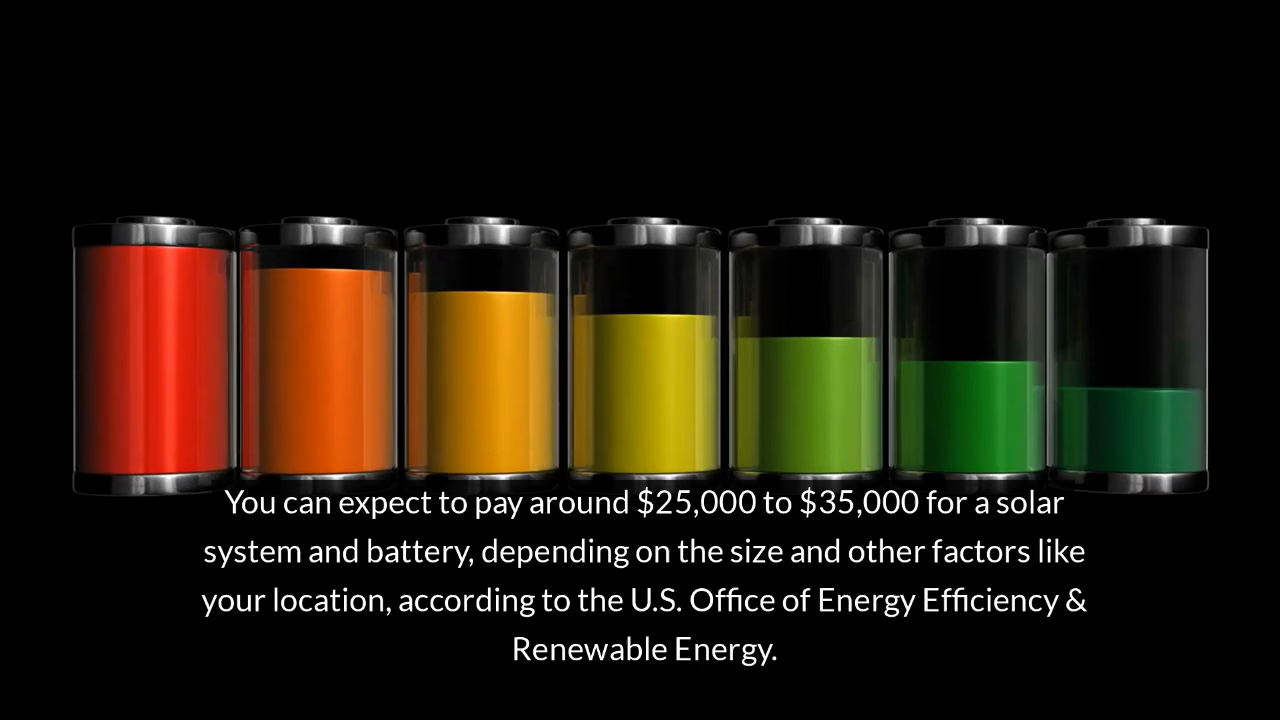 You can expect to pay around $25,000 to $35,000 for a solar
system and battery, depending on the size and other factors like
your location, according to the U.S. Office of Energy Efficiency &
Renewable Energy.